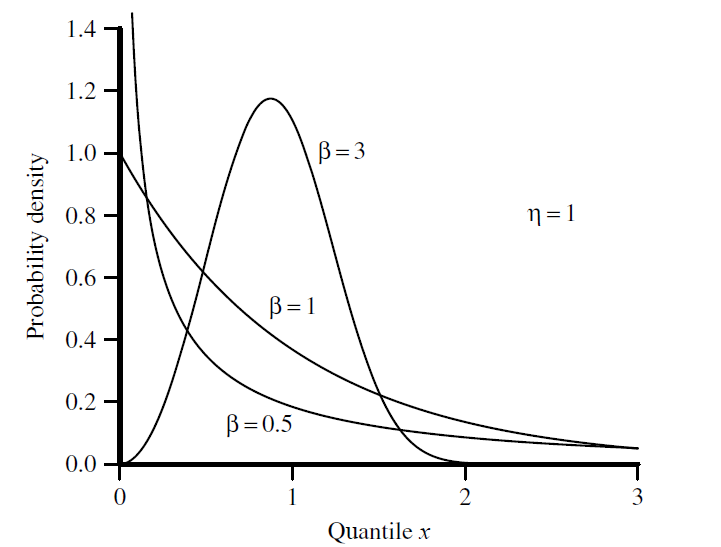 1.4
1.2
1.0
0.8
0.6
0.4
0.2
0.0
Probability density
β=3
η=1
β=1
β=0.5
0 1 2 3
Quantile x